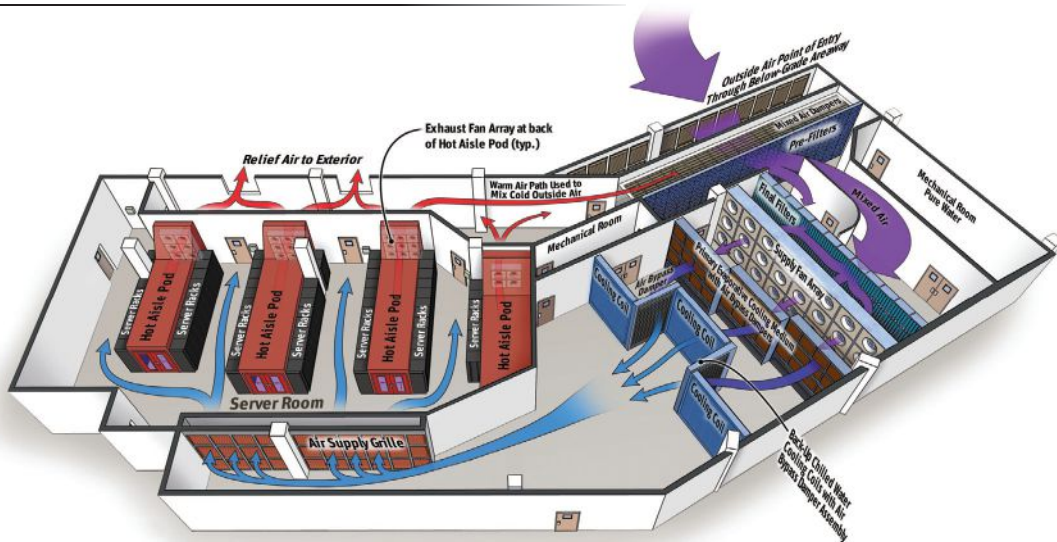 Outside Air Point of Entry
Through Below-Grade Areaway
Mixed Air Dampers
Pre-Filters
Exhaust Fan Array at back
of Hot Aisle Pod (typ.)
Relief Air to Exterior
Warm Air Path Used to
Mix Cold Outside Air
Mechanical Room
Mechanical Room
Pure Water
Mixed Air
Final Filters
Supply Fan Array
Primary Evaporative Cooling Medium
with Air Bypass Dampers
Air Bypass
Damper
Cooling Coil
Cooling Coil
Cooling Coil
Back-Up Chilled Water
Cooling Coils with Air
Bypass Damper Assembly
Server Racks
Hot Aisle Pod
Server Racks
Server Racks
Hot Aisle Pod
Server Racks
Server Racks
Hot Aisle Pod
Server Racks
Server Racks
Hot Aisle Pod
Server Room
Air Supply Grille